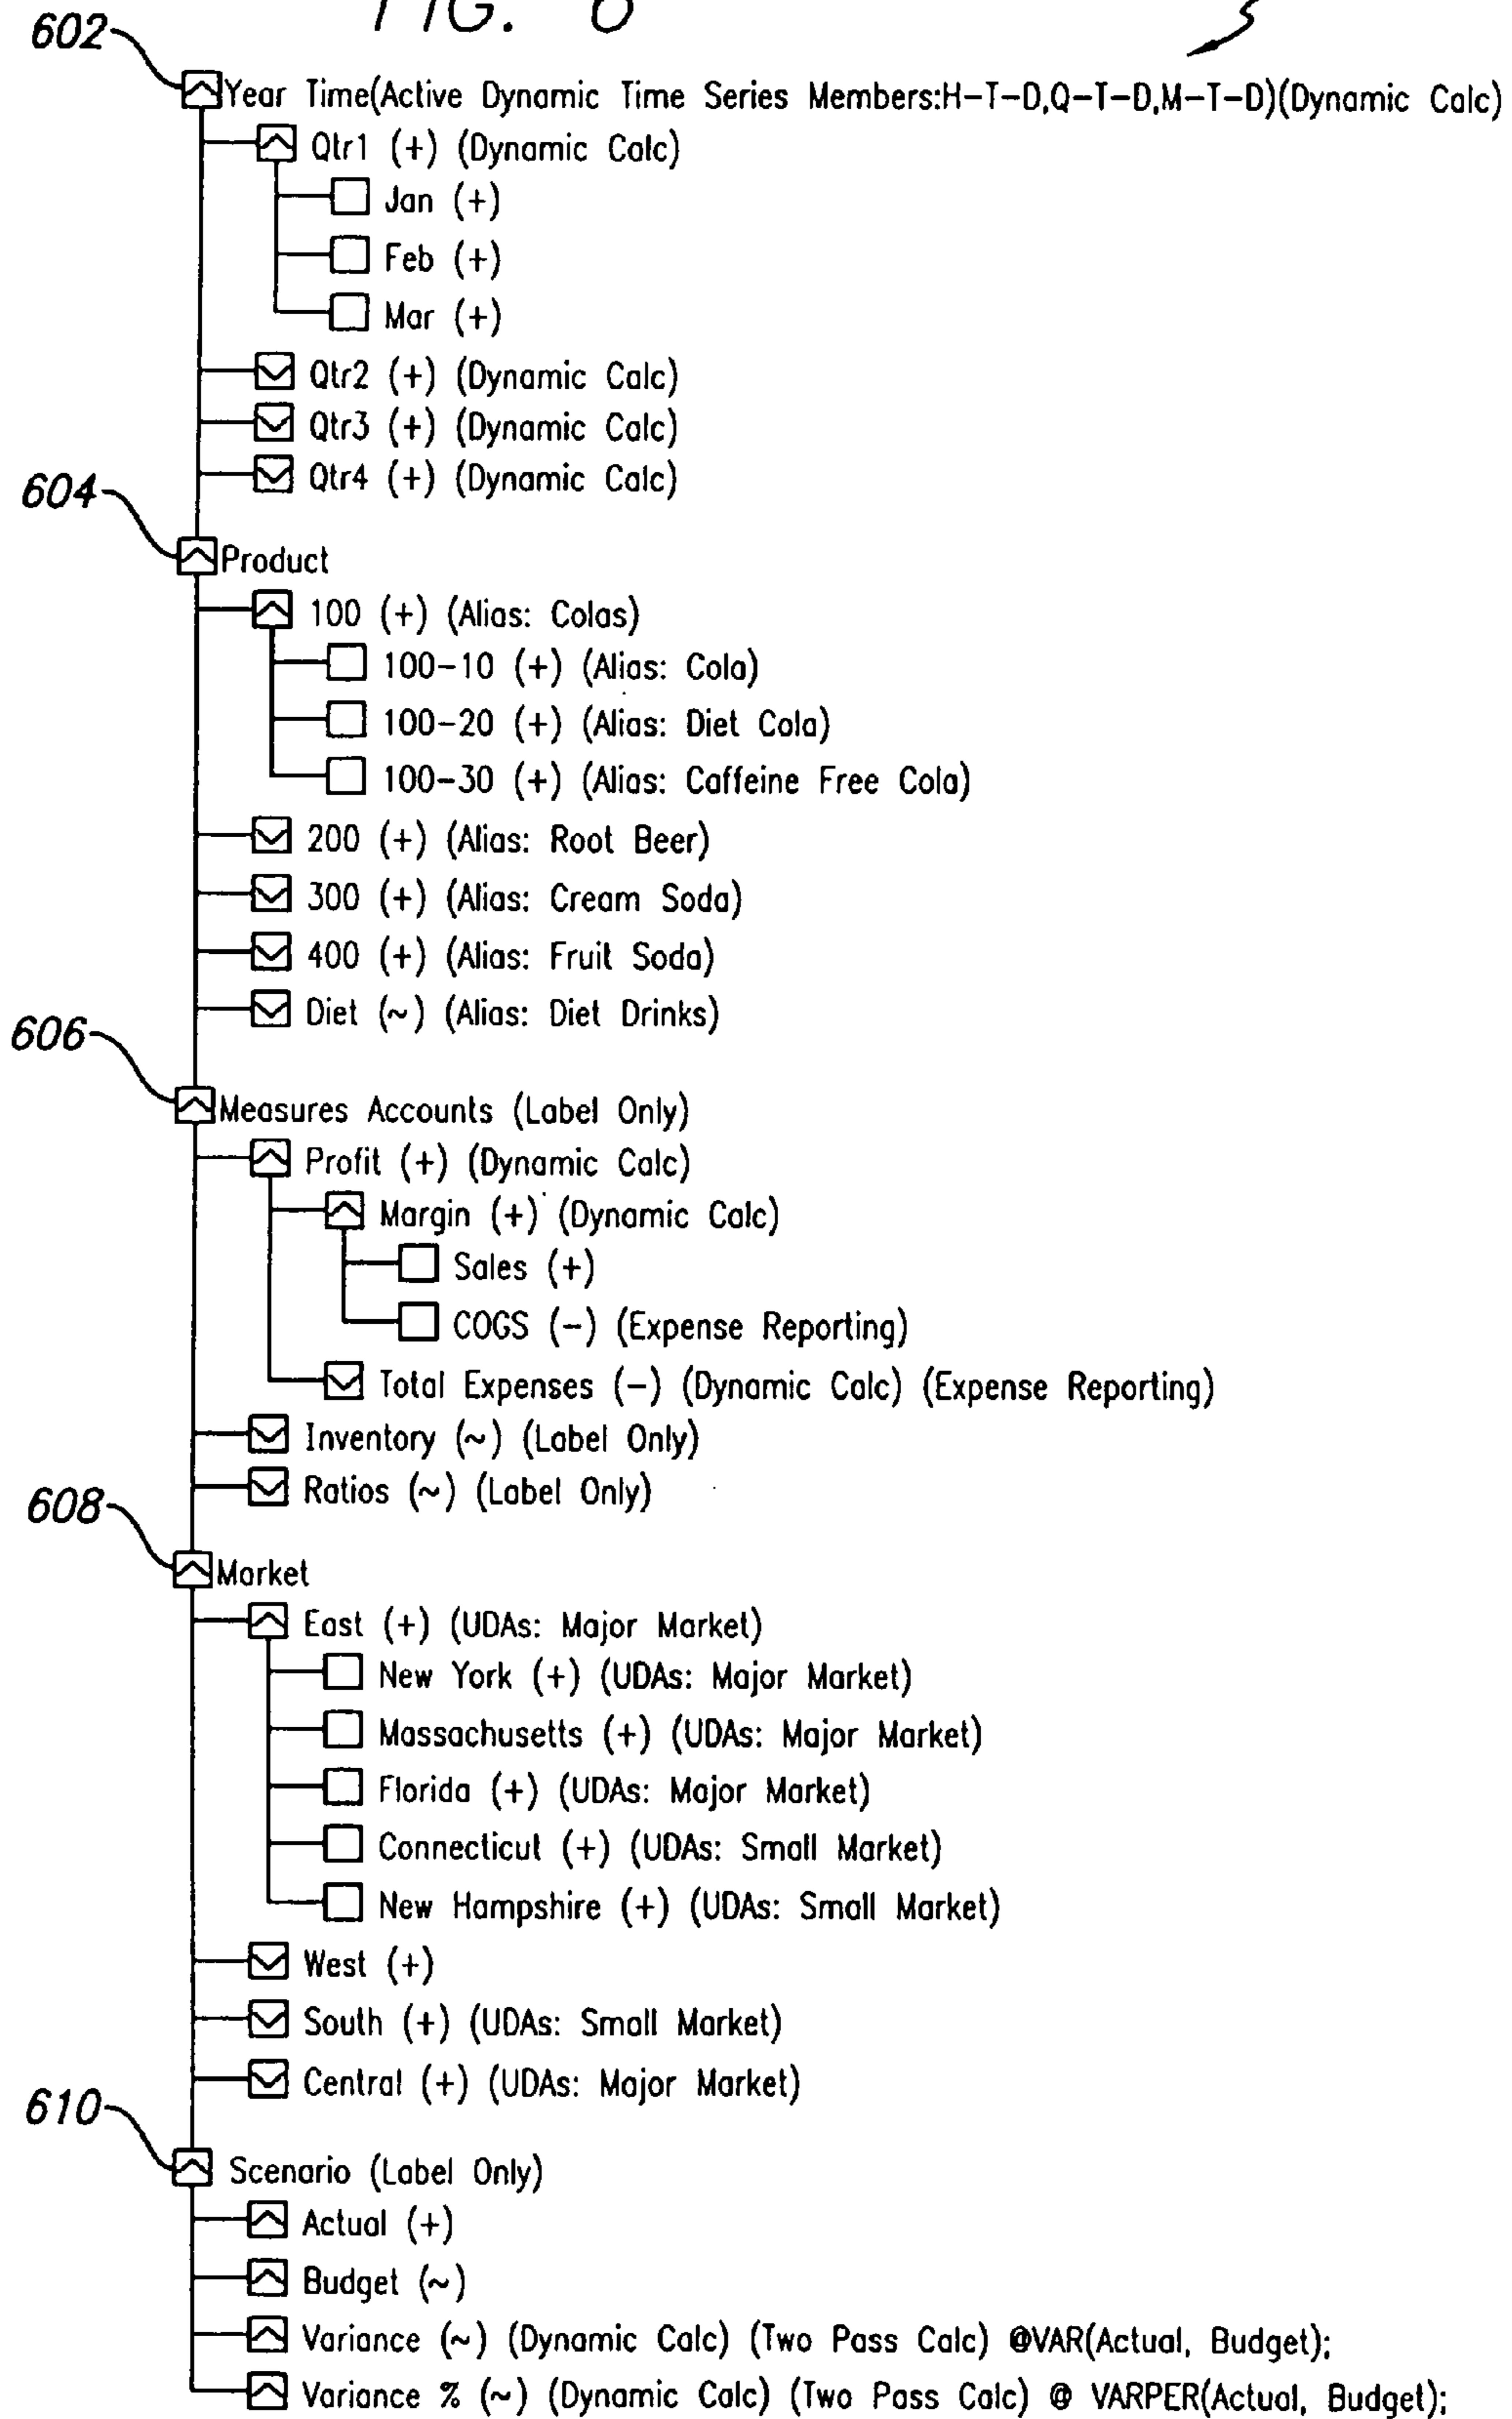 FIG. 6
602
Year Time(Active Dynamic Time Series Members:H-T-D,Q-T-D,M-T-D)(Dynamic Calc)
Qtr1 (+) (Dynamic Calc)
Jan (+)
Feb (+)
Mar (+)
Qtr2 (+) (Dynamic Calc)
Qtr3 (+) (Dynamic Calc)
Qtr4 (+) (Dynamic Calc)
604
Product
100 (+) (Alias: Colas)
100-10 (+) (Alias: Cola)
100-20 (+) (Alias: Diet Cola)
100-30 (+) (Alias: Caffeine Free Cola)
200 (+) (Alias: Root Beer)
300 (+) (Alias: Cream Soda)
400 (+) (Alias: Fruit Soda)
Diet (~) (Alias: Diet Drinks)
606
Measures Accounts (Label Only)
Profit (+) (Dynamic Calc)
Margin (+) (Dynamic Calc)
Sales (+)
COGS (-) (Expense Reporting)
Total Expenses (-) (Dynamic Calc) (Expense Reporting)
Inventory (~) (Label Only)
Ratios (~) (Label Only)
608
Market
East (+) (UDAs: Major Market)
New York (+) (UDAs: Major Market)
Massachusetts (+) (UDAs: Major Market)
Florida (+) (UDAs: Major Market)
Connecticut (+) (UDAs: Small Market)
New Hampshire (+) (UDAs: Small Market)
West (+)
South (+) (UDAs: Small Market)
Central (+) (UDAs: Major Market)
610
Scenario (Label Only)
Actual (+)
Budget (~)
Variance (~) (Dynamic Calc) (Two Pass Calc) @VAR(Actual, Budget);
Variance % (~) (Dynamic Calc) (Two Pass Calc) @ VARPER(Actual, Budget);